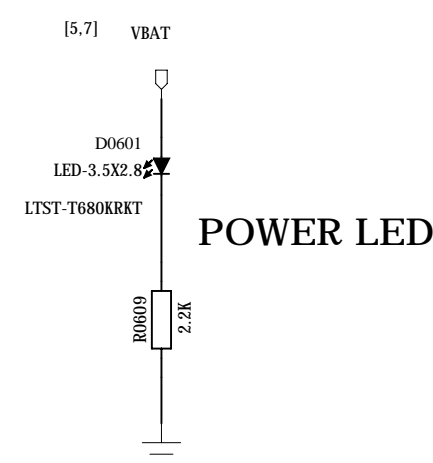 [5,7] VBAT
D0601
LED-3.5X2.8
LTST-T680KRKT
POWER LED
R0609
2.2K